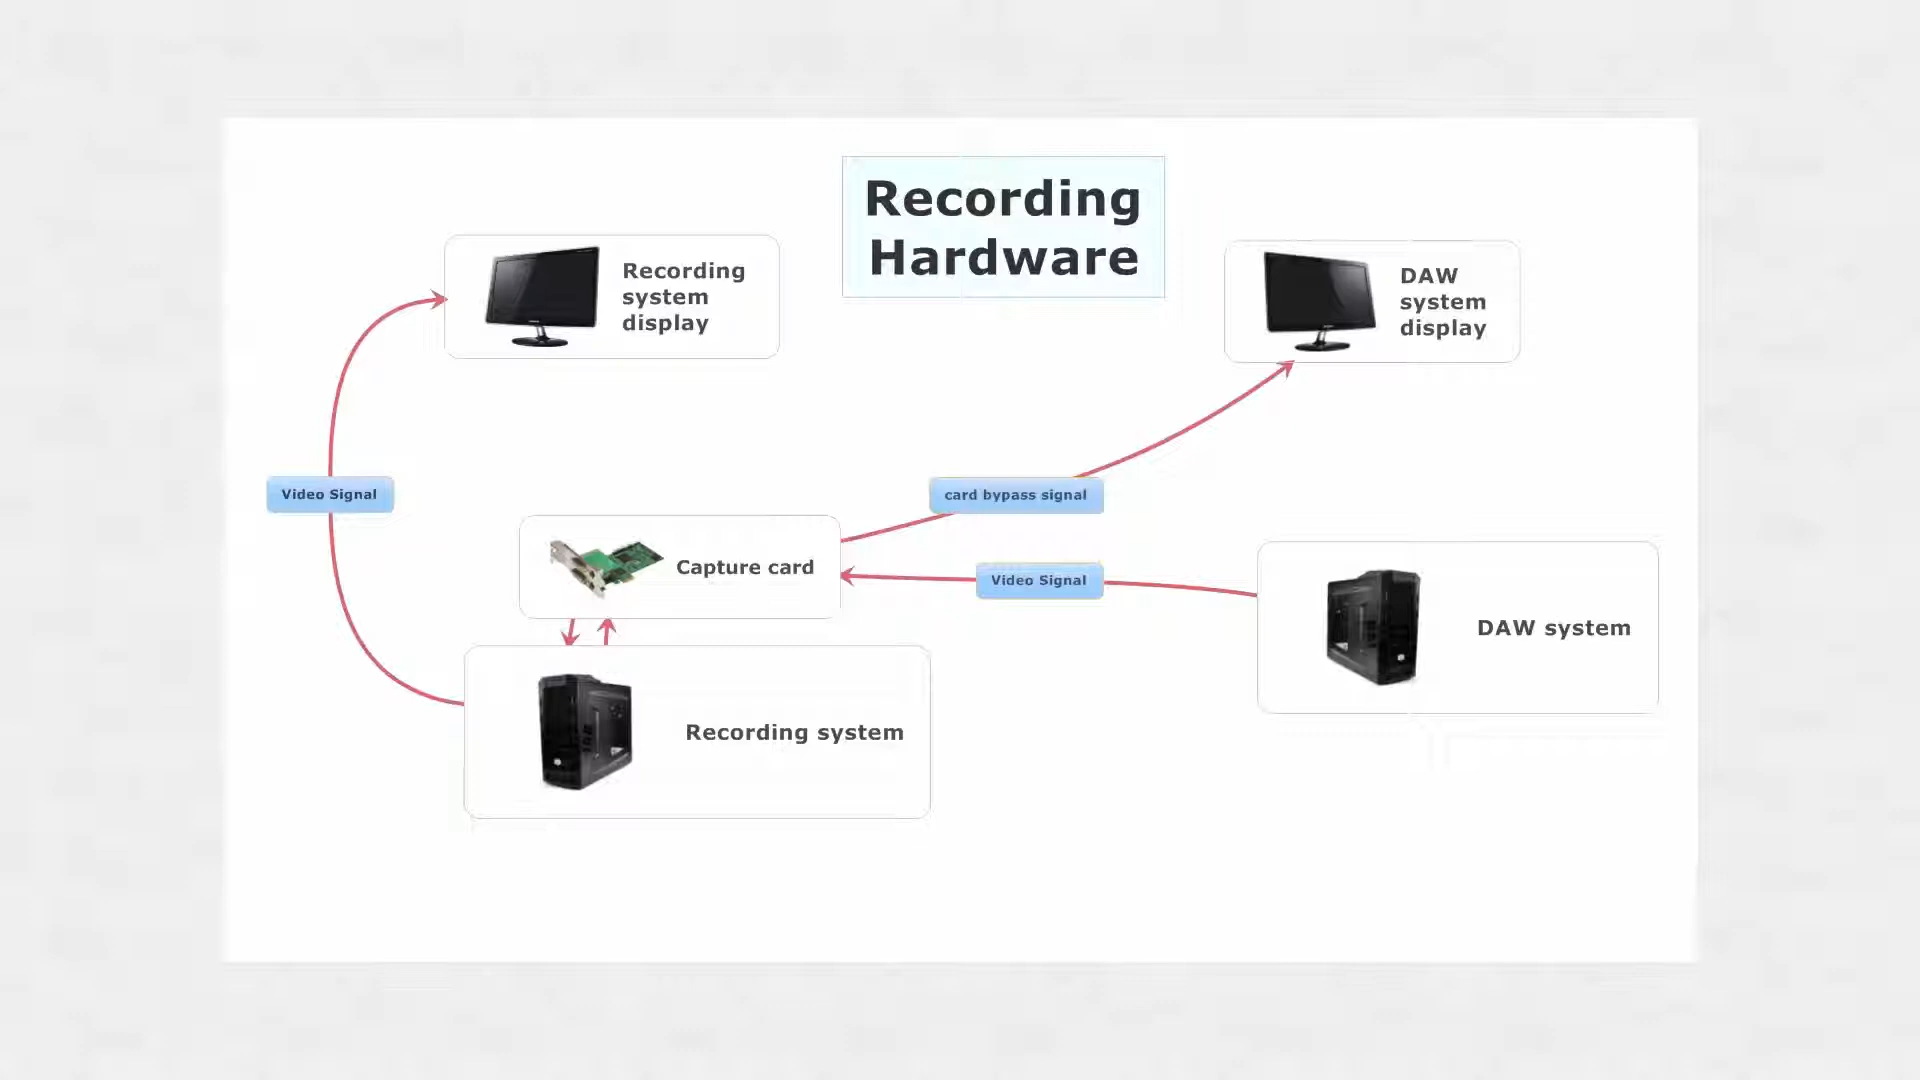 Recording
Hardware
Recording
system
display
DAW
system
display
Video Signal
card bypass signal
Capture card
Video Signal
DAW system
Recording system